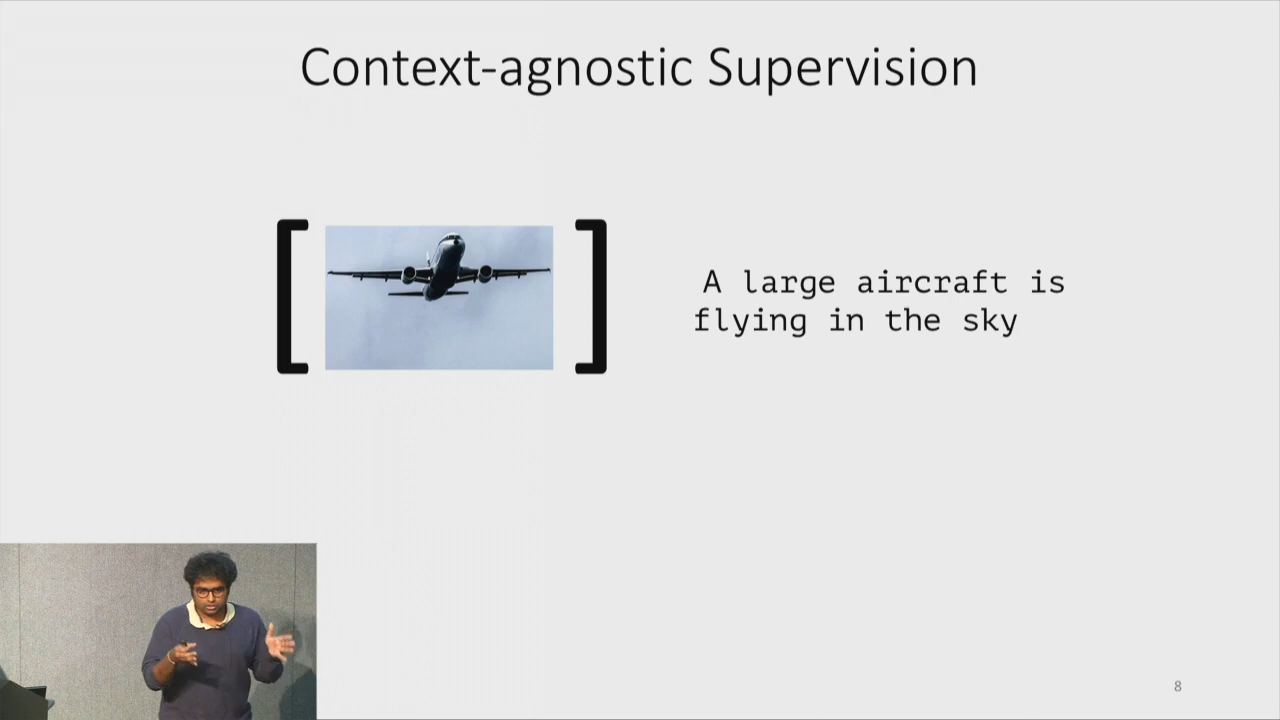 Context-agnostic Supervision
A large aircraft is
flying in the sky
8